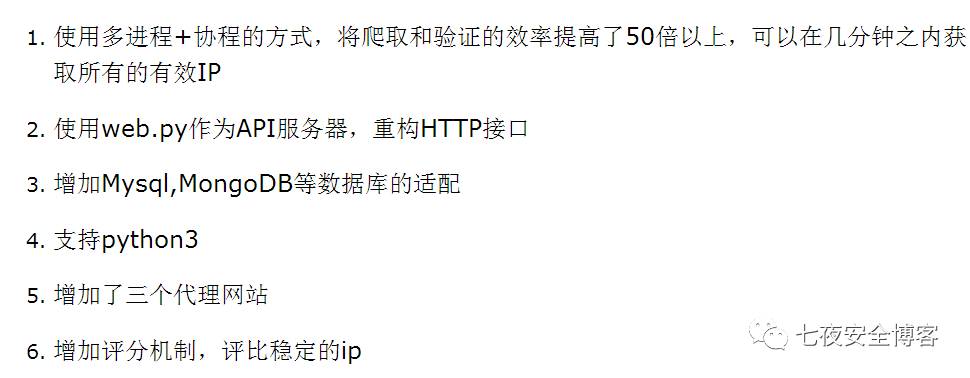 1. 使用多进程+协程的方式，将爬取和验证的效率提高了50倍以上，可以在几分钟之内获
取所有的有效IP
2. 使用web.py作为API服务器，重构HTTP接口
3. 增加Mysql,MongoDB等数据库的适配
4. 支持python3
5. 增加了三个代理网站
6. 增加评分机制，评比稳定的ip
七夜安全博客